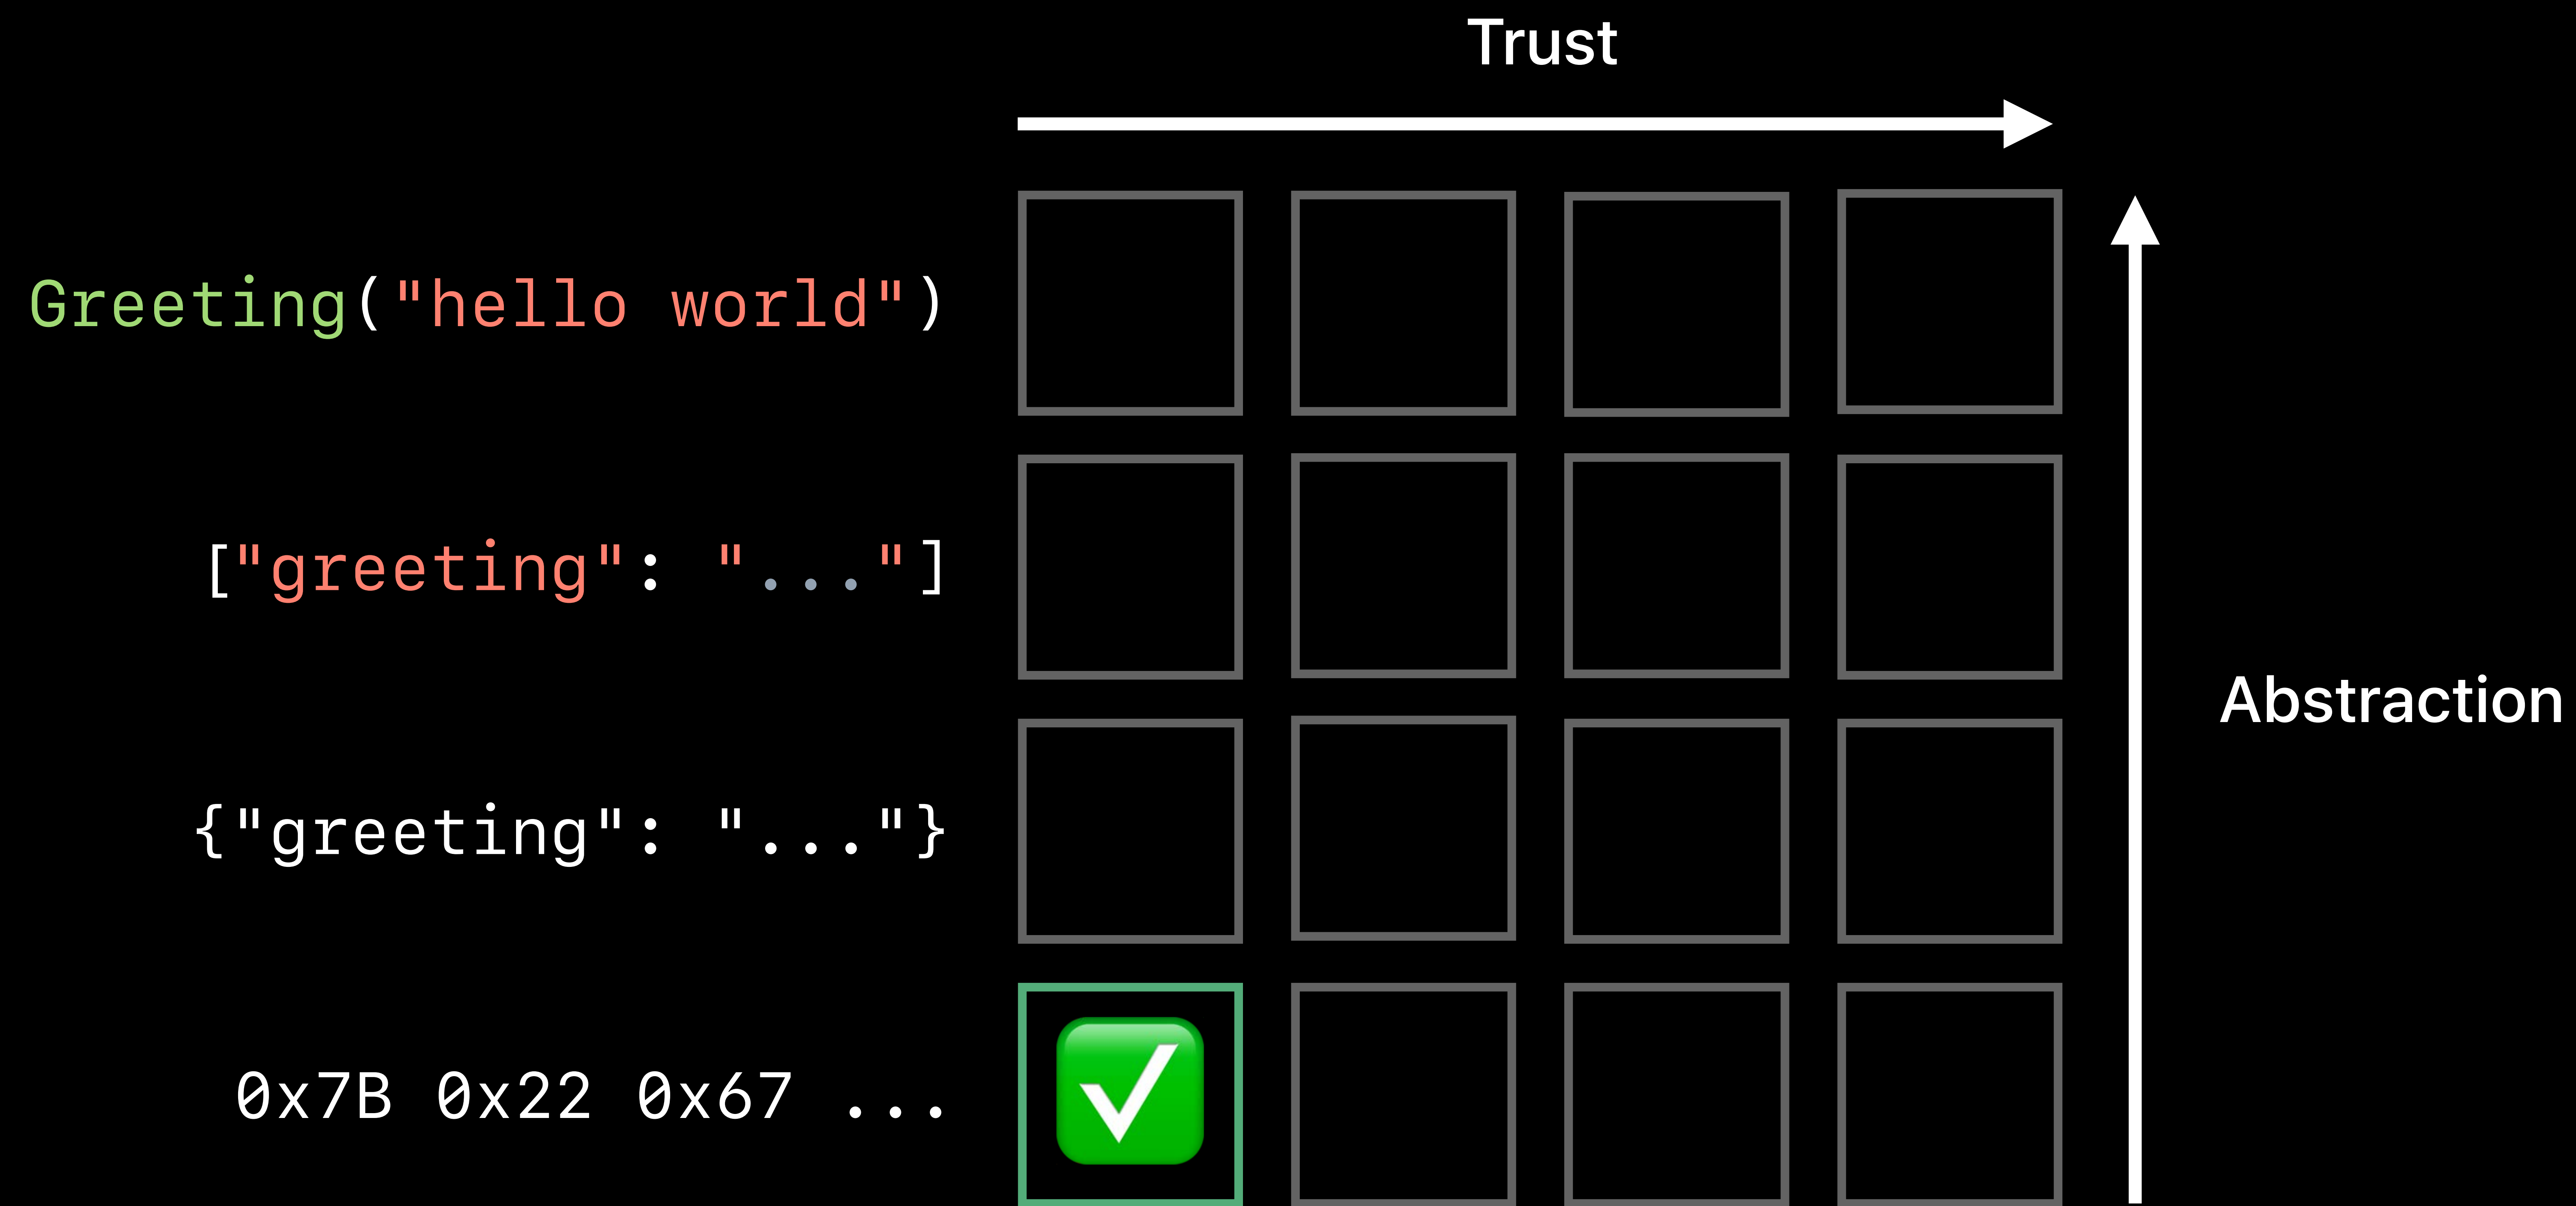 Trust
Greeting("hello world")
["greeting": "..."]
Abstraction
{"greeting": "..."}
0x7B 0x22 0x67 ...